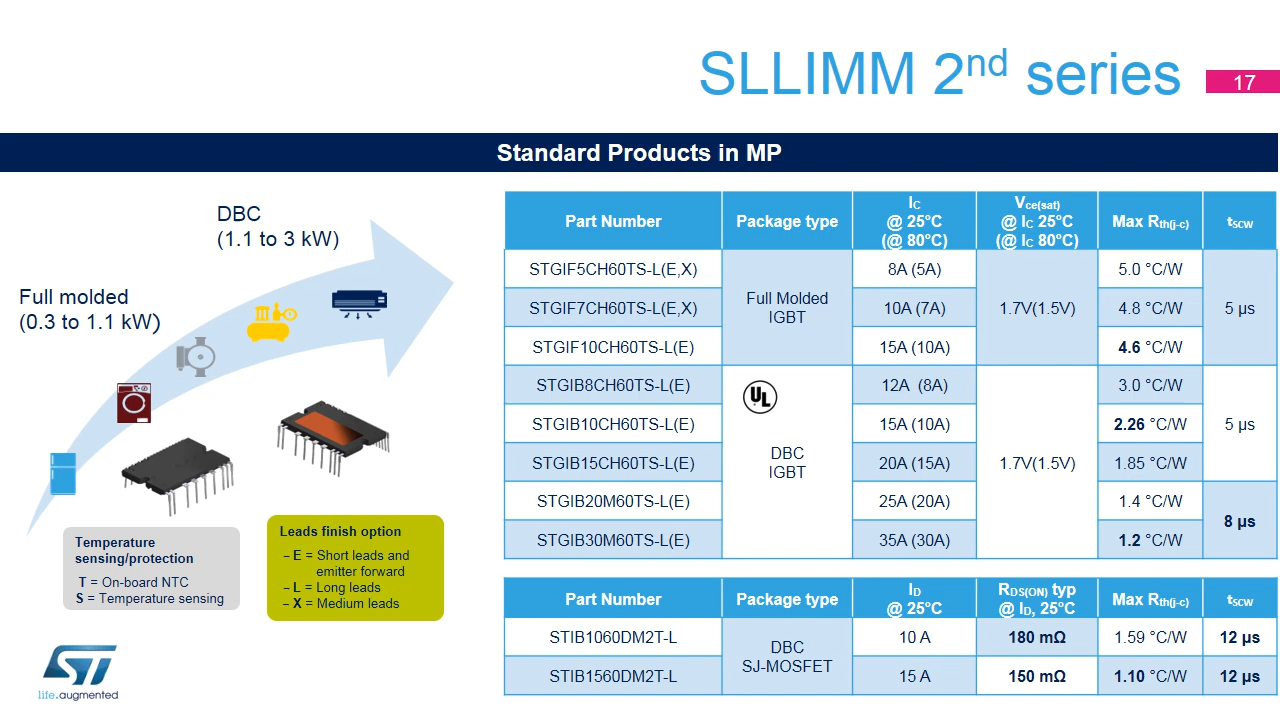 SLLIMM 2nd series
17
Standard Products in MP
DBC
(1.1 to 3 kW)
Full molded
(0.3 to 1.1 kW)
Temperature
sensing/protection
T = On-board NTC
S = Temperature sensing
Leads finish option
– E = Short leads and
emitter forward
– L = Long leads
– X = Medium leads
ST
life.augmented
Part Number Package type IC @ 25°C (@ 80°C) Vce(sat) @ IC 25°C (@ IC 80°C) Max Rth(j-c) tSCW
STGIF5CH60TS-L(E,X) Full Molded IGBT 8A (5A) 1.7V(1.5V) 5.0 °C/W 5 µs
STGIF7CH60TS-L(E,X) 10A (7A) 4.8 °C/W
STGIF10CH60TS-L(E) 15A (10A) 4.6 °C/W
STGIB8CH60TS-L(E) UL DBC IGBT 12A (8A) 1.7V(1.5V) 3.0 °C/W 5 µs
STGIB10CH60TS-L(E) 15A (10A) 2.26 °C/W
STGIB15CH60TS-L(E) 20A (15A) 1.85 °C/W
STGIB20M60TS-L(E) 25A (20A) 1.4 °C/W 8 µs
STGIB30M60TS-L(E) 35A (30A) 1.2 °C/W
Part Number Package type ID @ 25°C RDS(ON) typ @ ID, 25°C Max Rth(j-c) tSCW
STIB1060DM2T-L DBC SJ-MOSFET 10 A 180 mΩ 1.59 °C/W 12 µs
STIB1560DM2T-L 15 A 150 mΩ 1.10 °C/W 12 µs